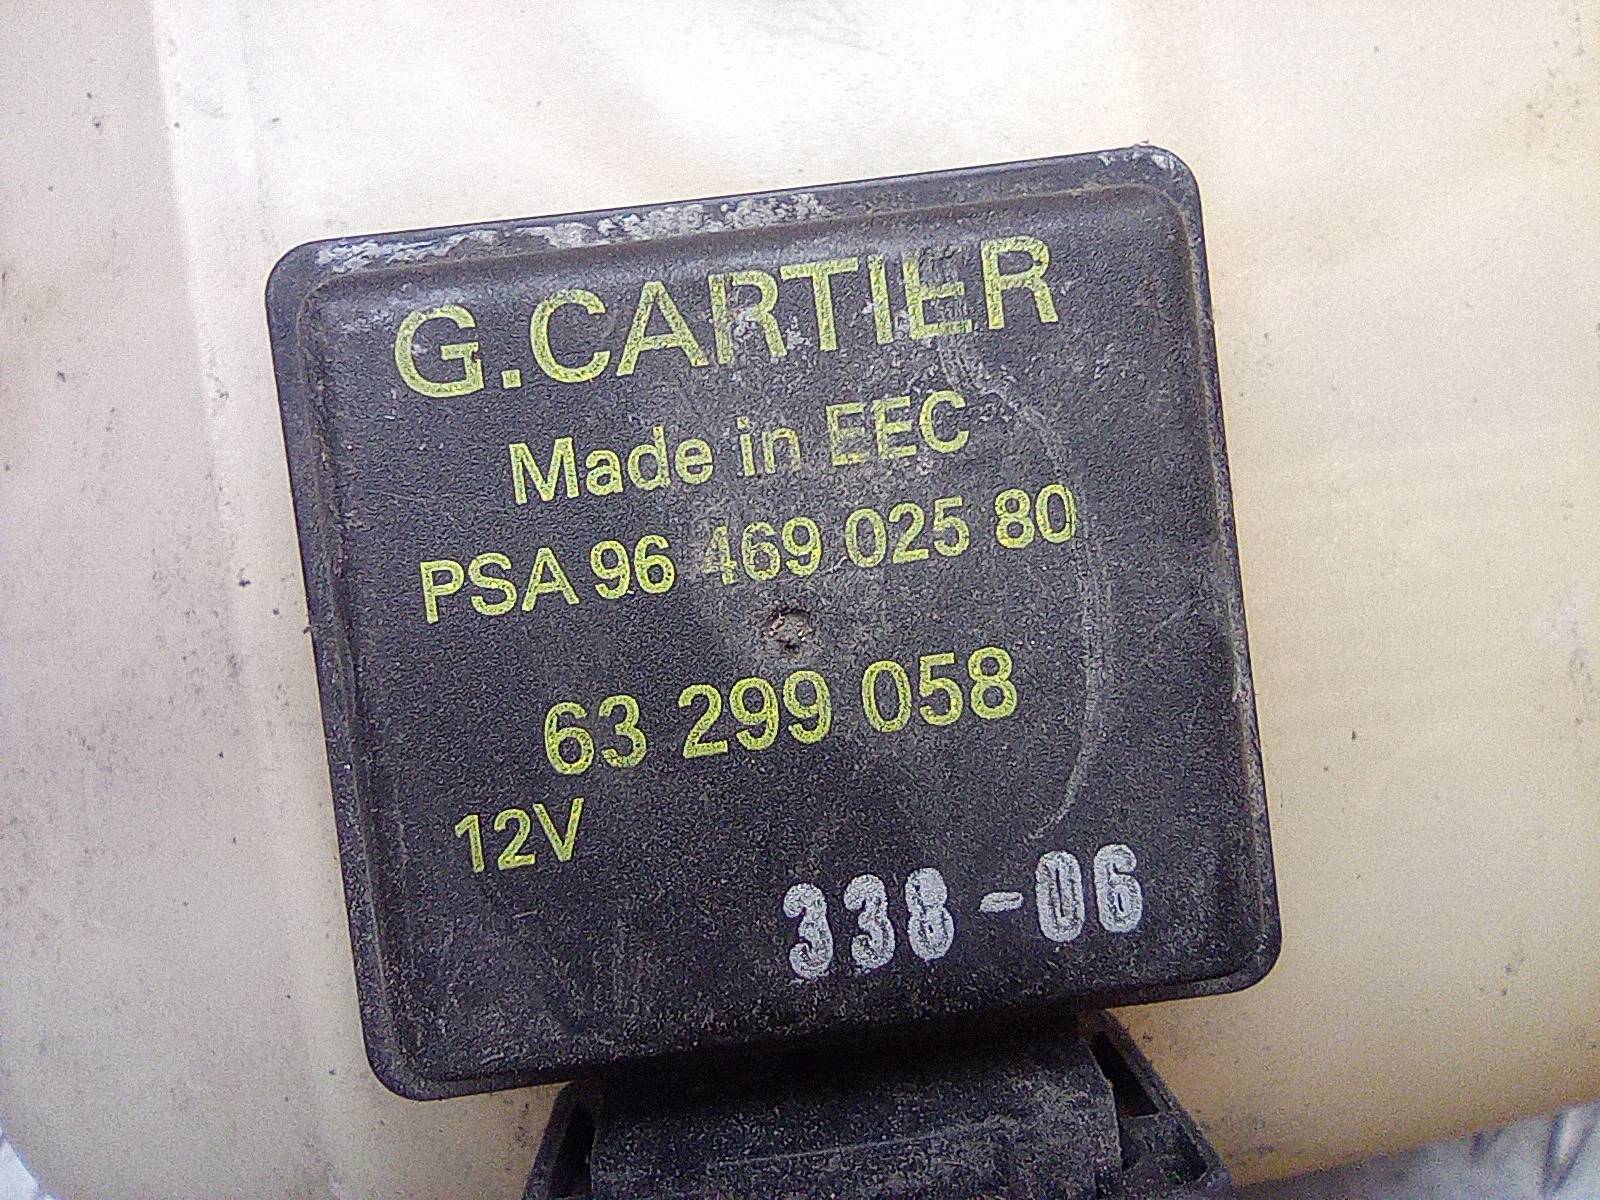 G.CARTIER
Made in EEC
PSA 96 469 025 80
63 299 058
12V
338-06